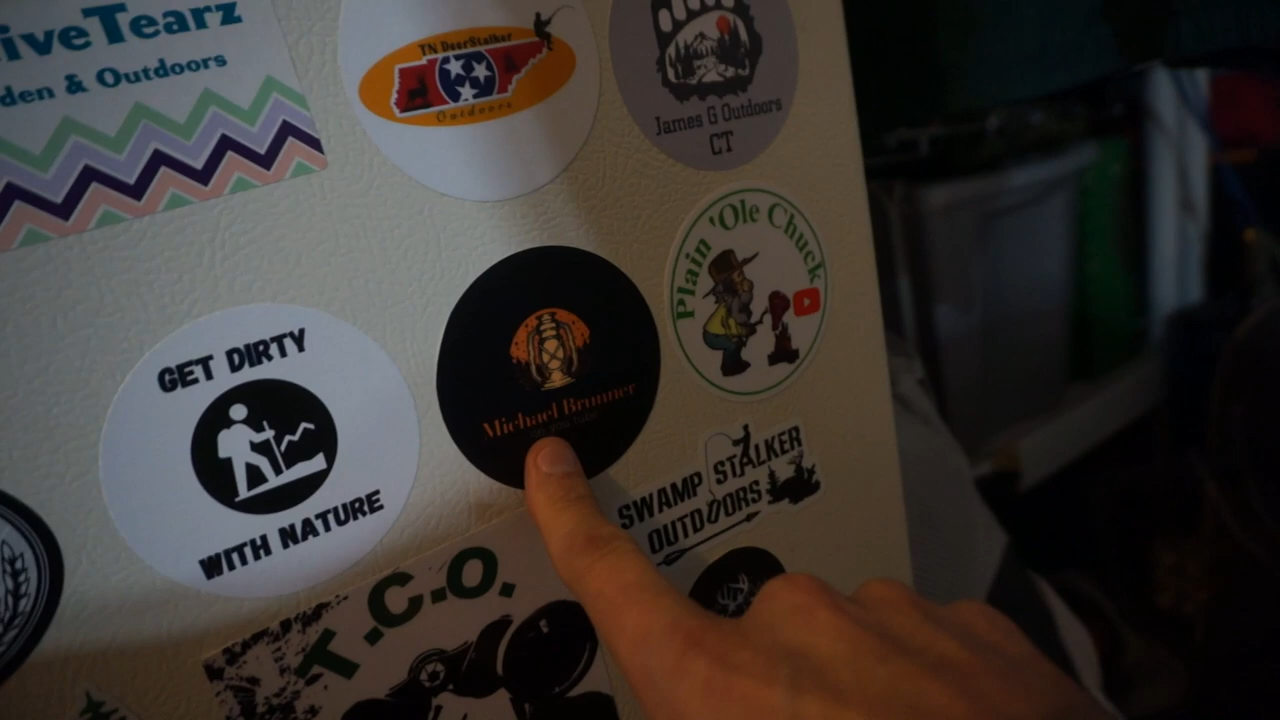 iveTearz
den & Outdoors
TN DeerStalker
Outdoors
James G Outdoors
CT
Plain 'Ole Chuck
GET DIRTY
WITH NATURE
Michael Brunner
SWAMP STALKER
OUTDOORS
T.C.O.